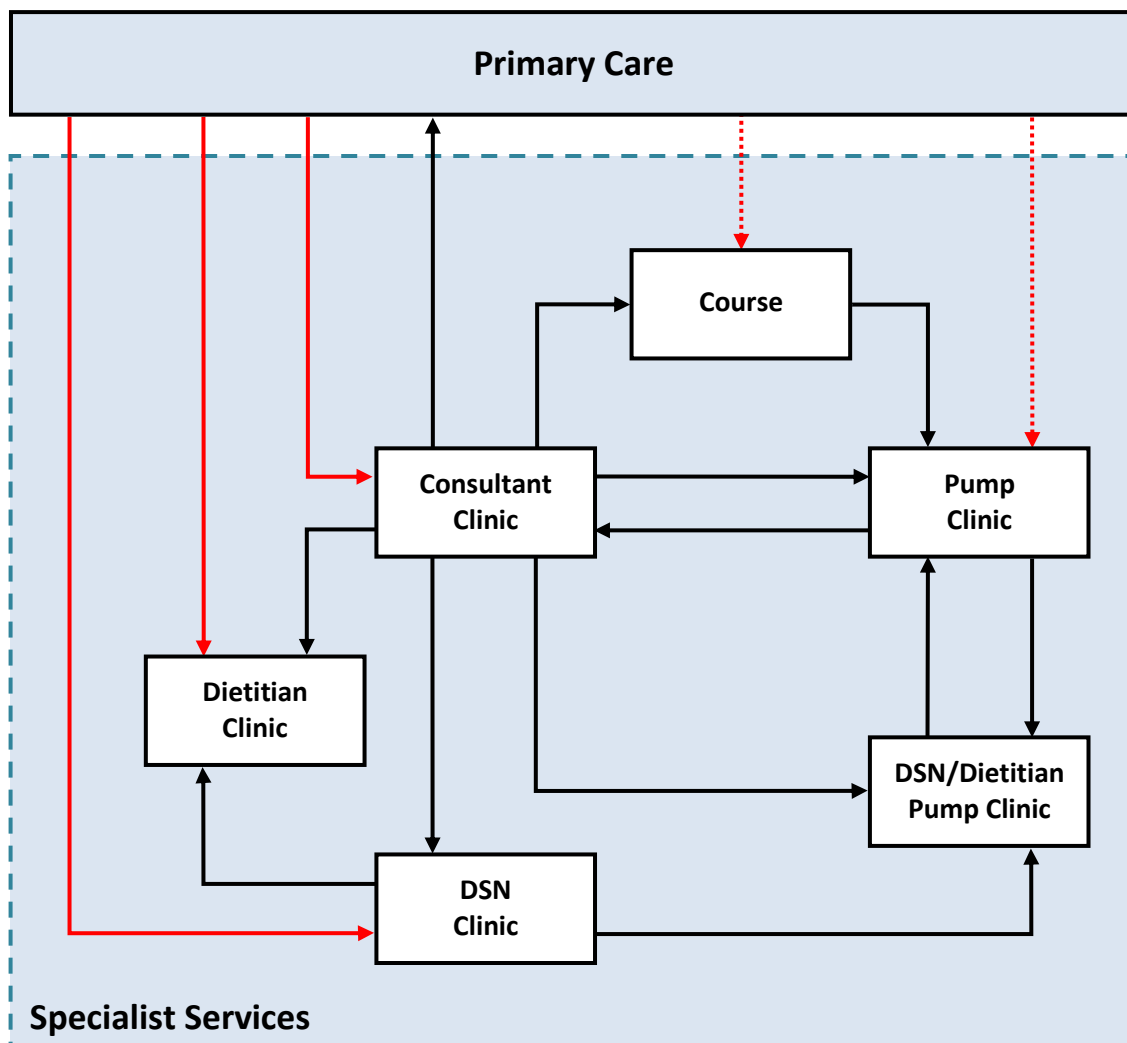 Primary Care
Course
Consultant
Clinic
Pump
Clinic
Dietitian
Clinic
DSN/Dietitian
Pump Clinic
DSN
Clinic
Specialist Services